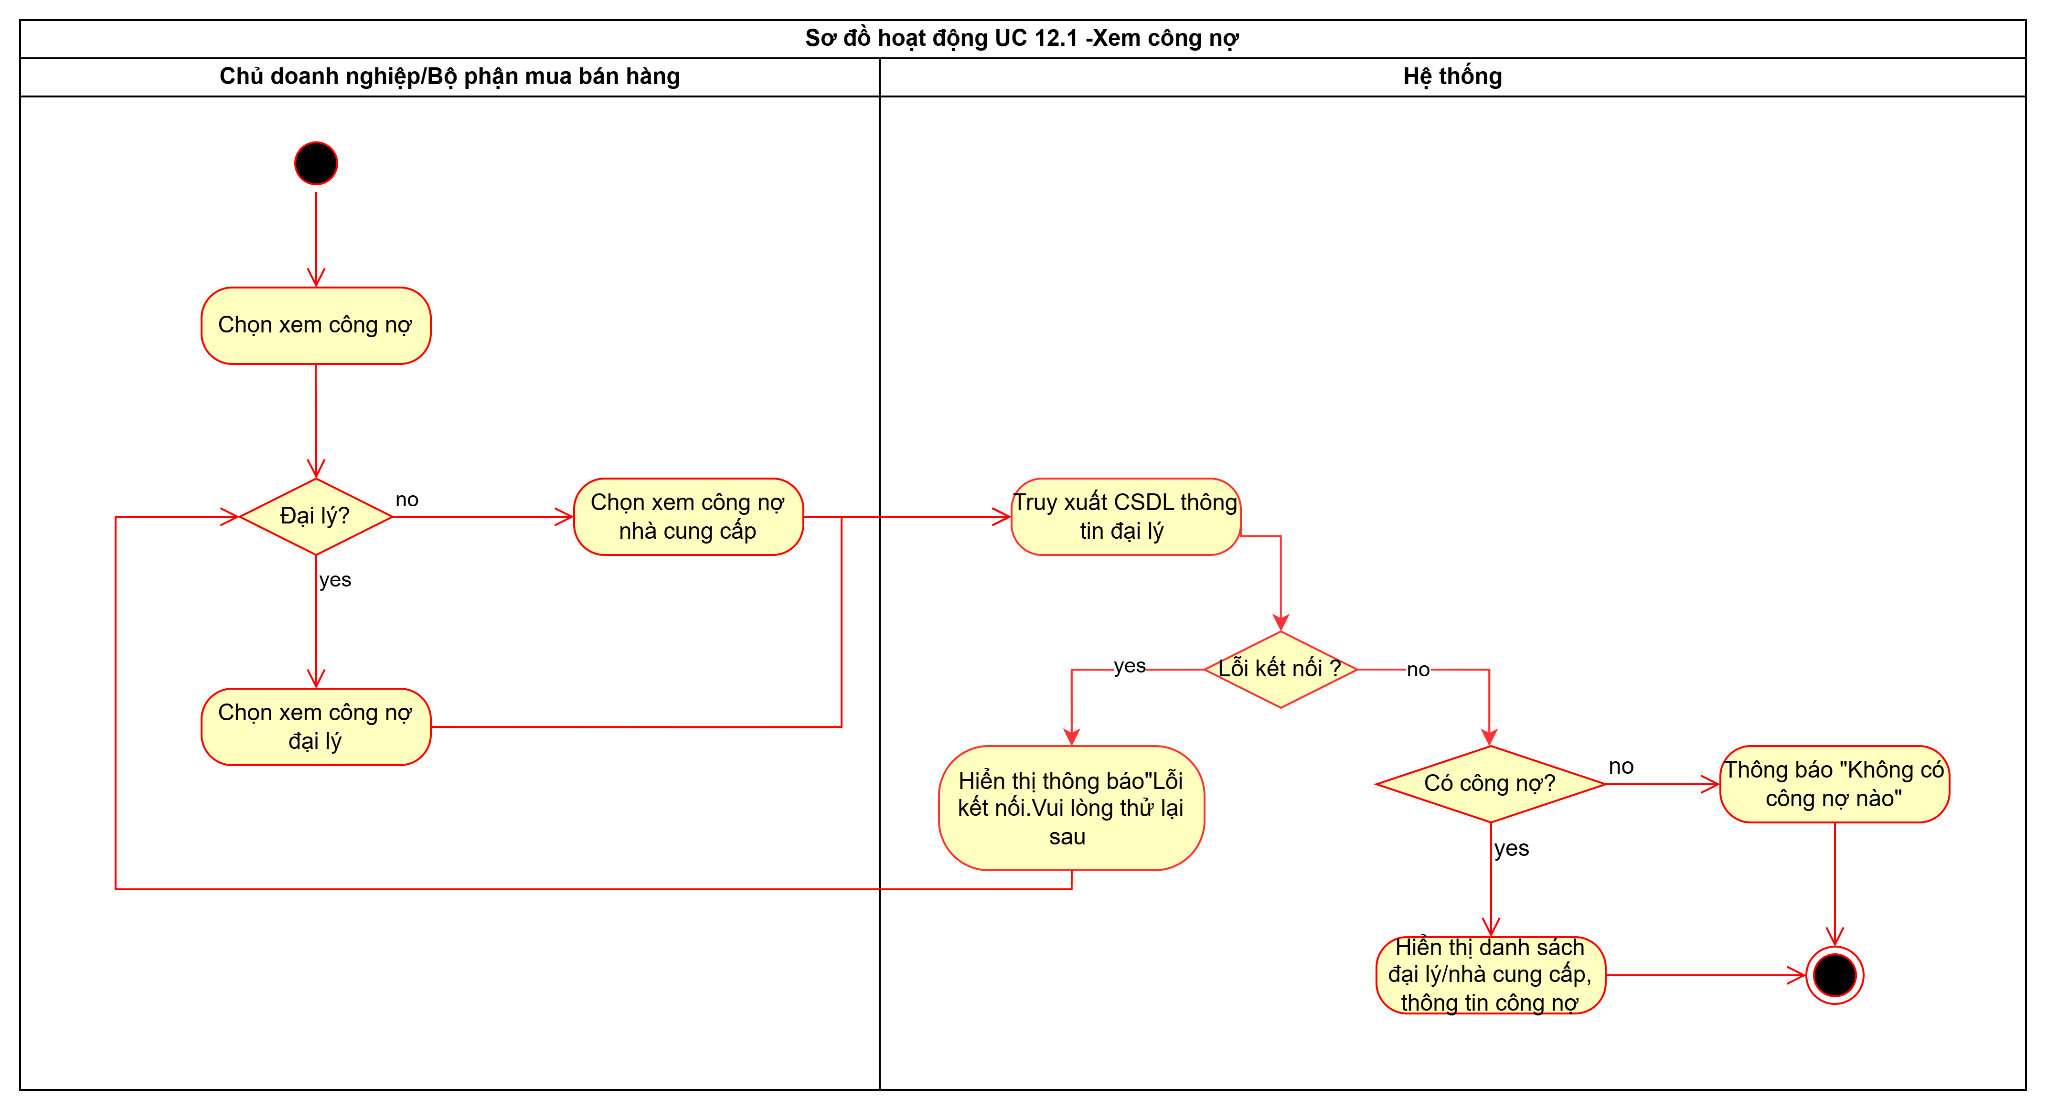 Sơ đồ hoạt động UC 12.1 -Xem công nợ
Chủ doanh nghiệp/Bộ phận mua bán hàng
Hệ thống
Chọn xem công nợ
Đại lý?
no
yes
Chọn xem công nợ
nhà cung cấp
Chọn xem công nợ
đại lý
Truy xuất CSDL thông
tin đại lý
Lỗi kết nối ?
yes
no
Hiển thị thông báo"Lỗi
kết nối.Vui lòng thử lại
sau
Có công nợ?
no
yes
Thông báo "Không có
công nợ nào"
Hiển thị danh sách
đại lý/nhà cung cấp,
thông tin công nợ